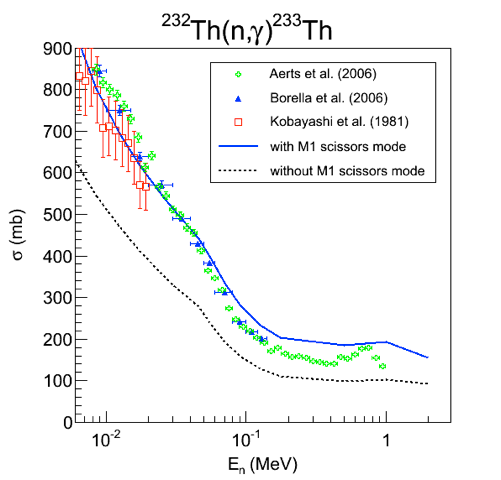 ²³²Th(n,γ)²³³Th
Aerts et al. (2006)
Borella et al. (2006)
Kobayashi et al. (1981)
with M1 scissors mode
without M1 scissors mode
900
800
700
600
500
400
300
200
100
0
σ (mb)
10⁻² 10⁻¹ 1
Eₙ (MeV)